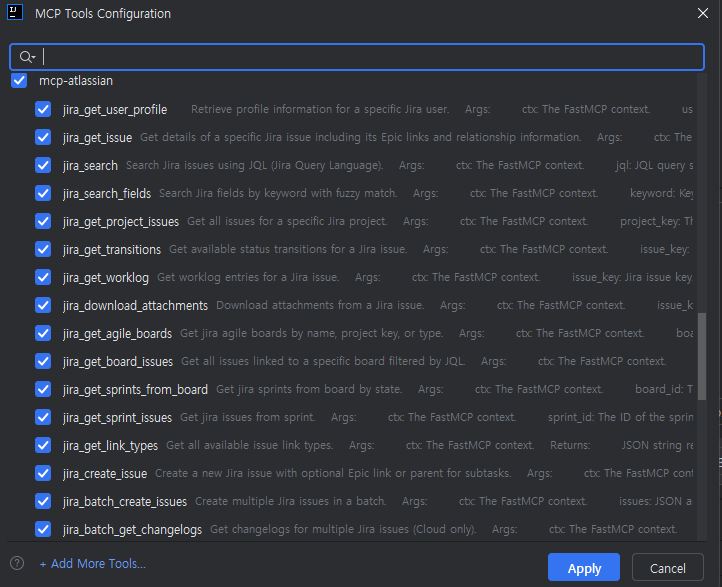 MCP Tools Configuration
mcp-atlassian
jira_get_user_profile Retrieve profile information for a specific Jira user. Args: ctx: The FastMCP context. us
jira_get_issue Get details of a specific Jira issue including its Epic links and relationship information. Args: ctx: The
jira_search Search Jira issues using JQL (Jira Query Language). Args: ctx: The FastMCP context. jql: JQL query s
jira_search_fields Search Jira fields by keyword with fuzzy match. Args: ctx: The FastMCP context. keyword: Key
jira_get_project_issues Get all issues for a specific Jira project. Args: ctx: The FastMCP context. project_key: Th
jira_get_transitions Get available status transitions for a Jira issue. Args: ctx: The FastMCP context. issue_key:
jira_get_worklog Get worklog entries for a Jira issue. Args: ctx: The FastMCP context. issue_key: Jira issue key
jira_download_attachments Download attachments from a Jira issue. Args: ctx: The FastMCP context. issue_k
jira_get_agile_boards Get jira agile boards by name, project key, or type. Args: ctx: The FastMCP context. boa
jira_get_board_issues Get all issues linked to a specific board filtered by JQL. Args: ctx: The FastMCP context.
jira_get_sprints_from_board Get jira sprints from board by state. Args: ctx: The FastMCP context. board_id: T
jira_get_sprint_issues Get jira issues from sprint. Args: ctx: The FastMCP context. sprint_id: The ID of the sprin
jira_get_link_types Get all available issue link types. Args: ctx: The FastMCP context. Returns: JSON string re
jira_create_issue Create a new Jira issue with optional Epic link or parent for subtasks. Args: ctx: The FastMCP cont
jira_batch_create_issues Create multiple Jira issues in a batch. Args: ctx: The FastMCP context. issues: JSON a
jira_batch_get_changelogs Get changelogs for multiple Jira issues (Cloud only). Args: ctx: The FastMCP context.
? + Add More Tools...
Apply Cancel